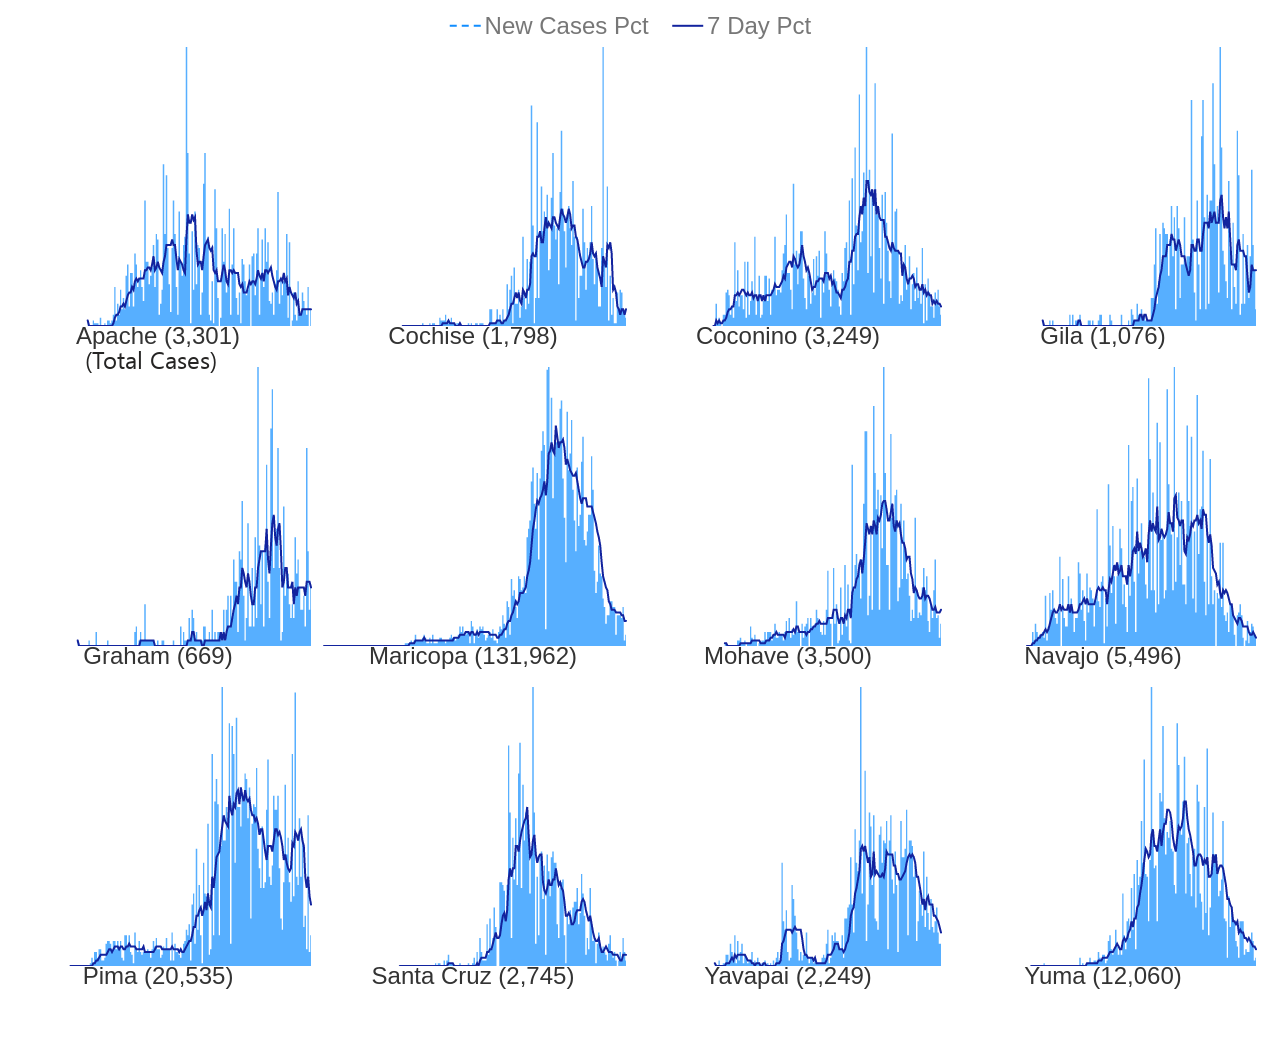 New Cases Pct 7 Day Pct
Apache (3,301) Cochise (1,798) Coconino (3,249) Gila (1,076)
(Total Cases)
Graham (669) Maricopa (131,962) Mohave (3,500) Navajo (5,496)
Pima (20,535) Santa Cruz (2,745) Yavapai (2,249) Yuma (12,060)